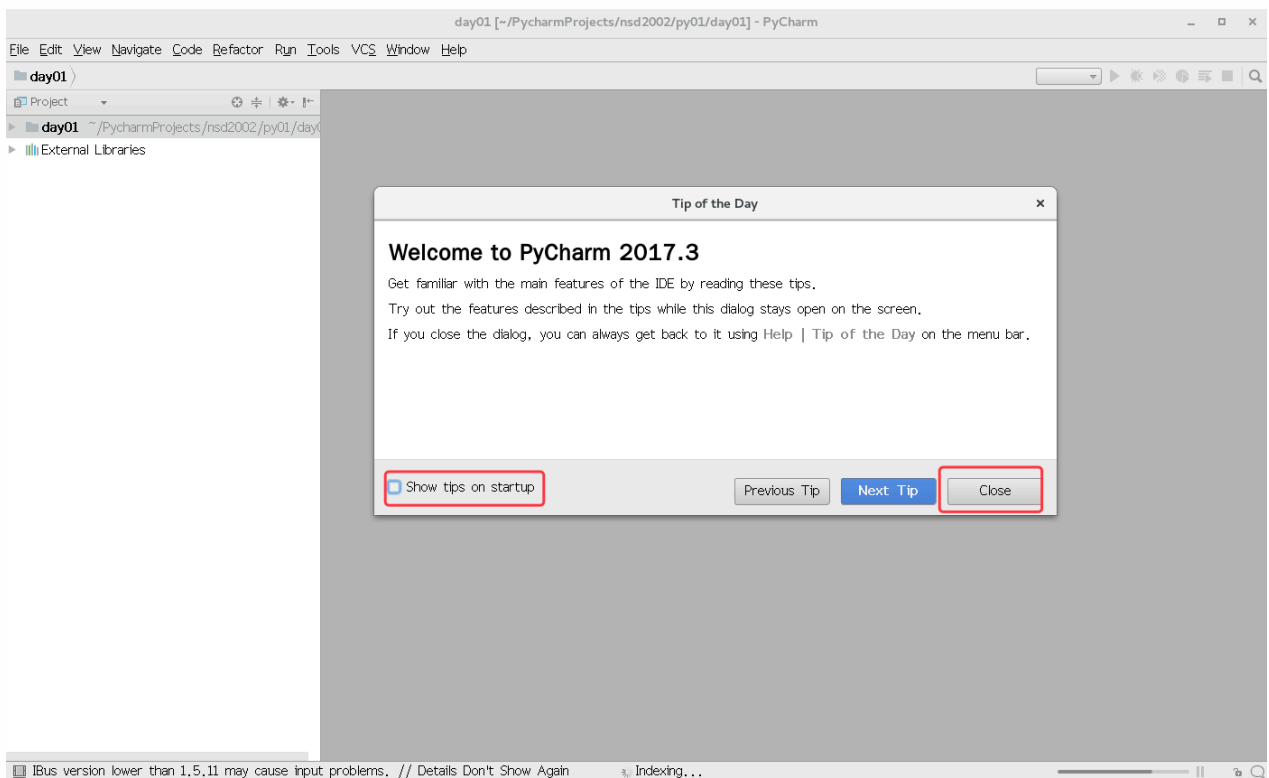 day01 [~/PycharmProjects/nsd2002/py01/day01] - PyCharm
File Edit View Navigate Code Refactor Run Tools VCS Window Help
day01
Project
day01 ~/PycharmProjects/nsd2002/py01/day
External Libraries
Tip of the Day
Welcome to PyCharm 2017.3
Get familiar with the main features of the IDE by reading these tips.
Try out the features described in the tips while this dialog stays open on the screen.
If you close the dialog, you can always get back to it using Help | Tip of the Day on the menu bar.
Show tips on startup
Previous Tip Next Tip Close
IBus version lower than 1.5.11 may cause input problems. // Details Don't Show Again Indexing...